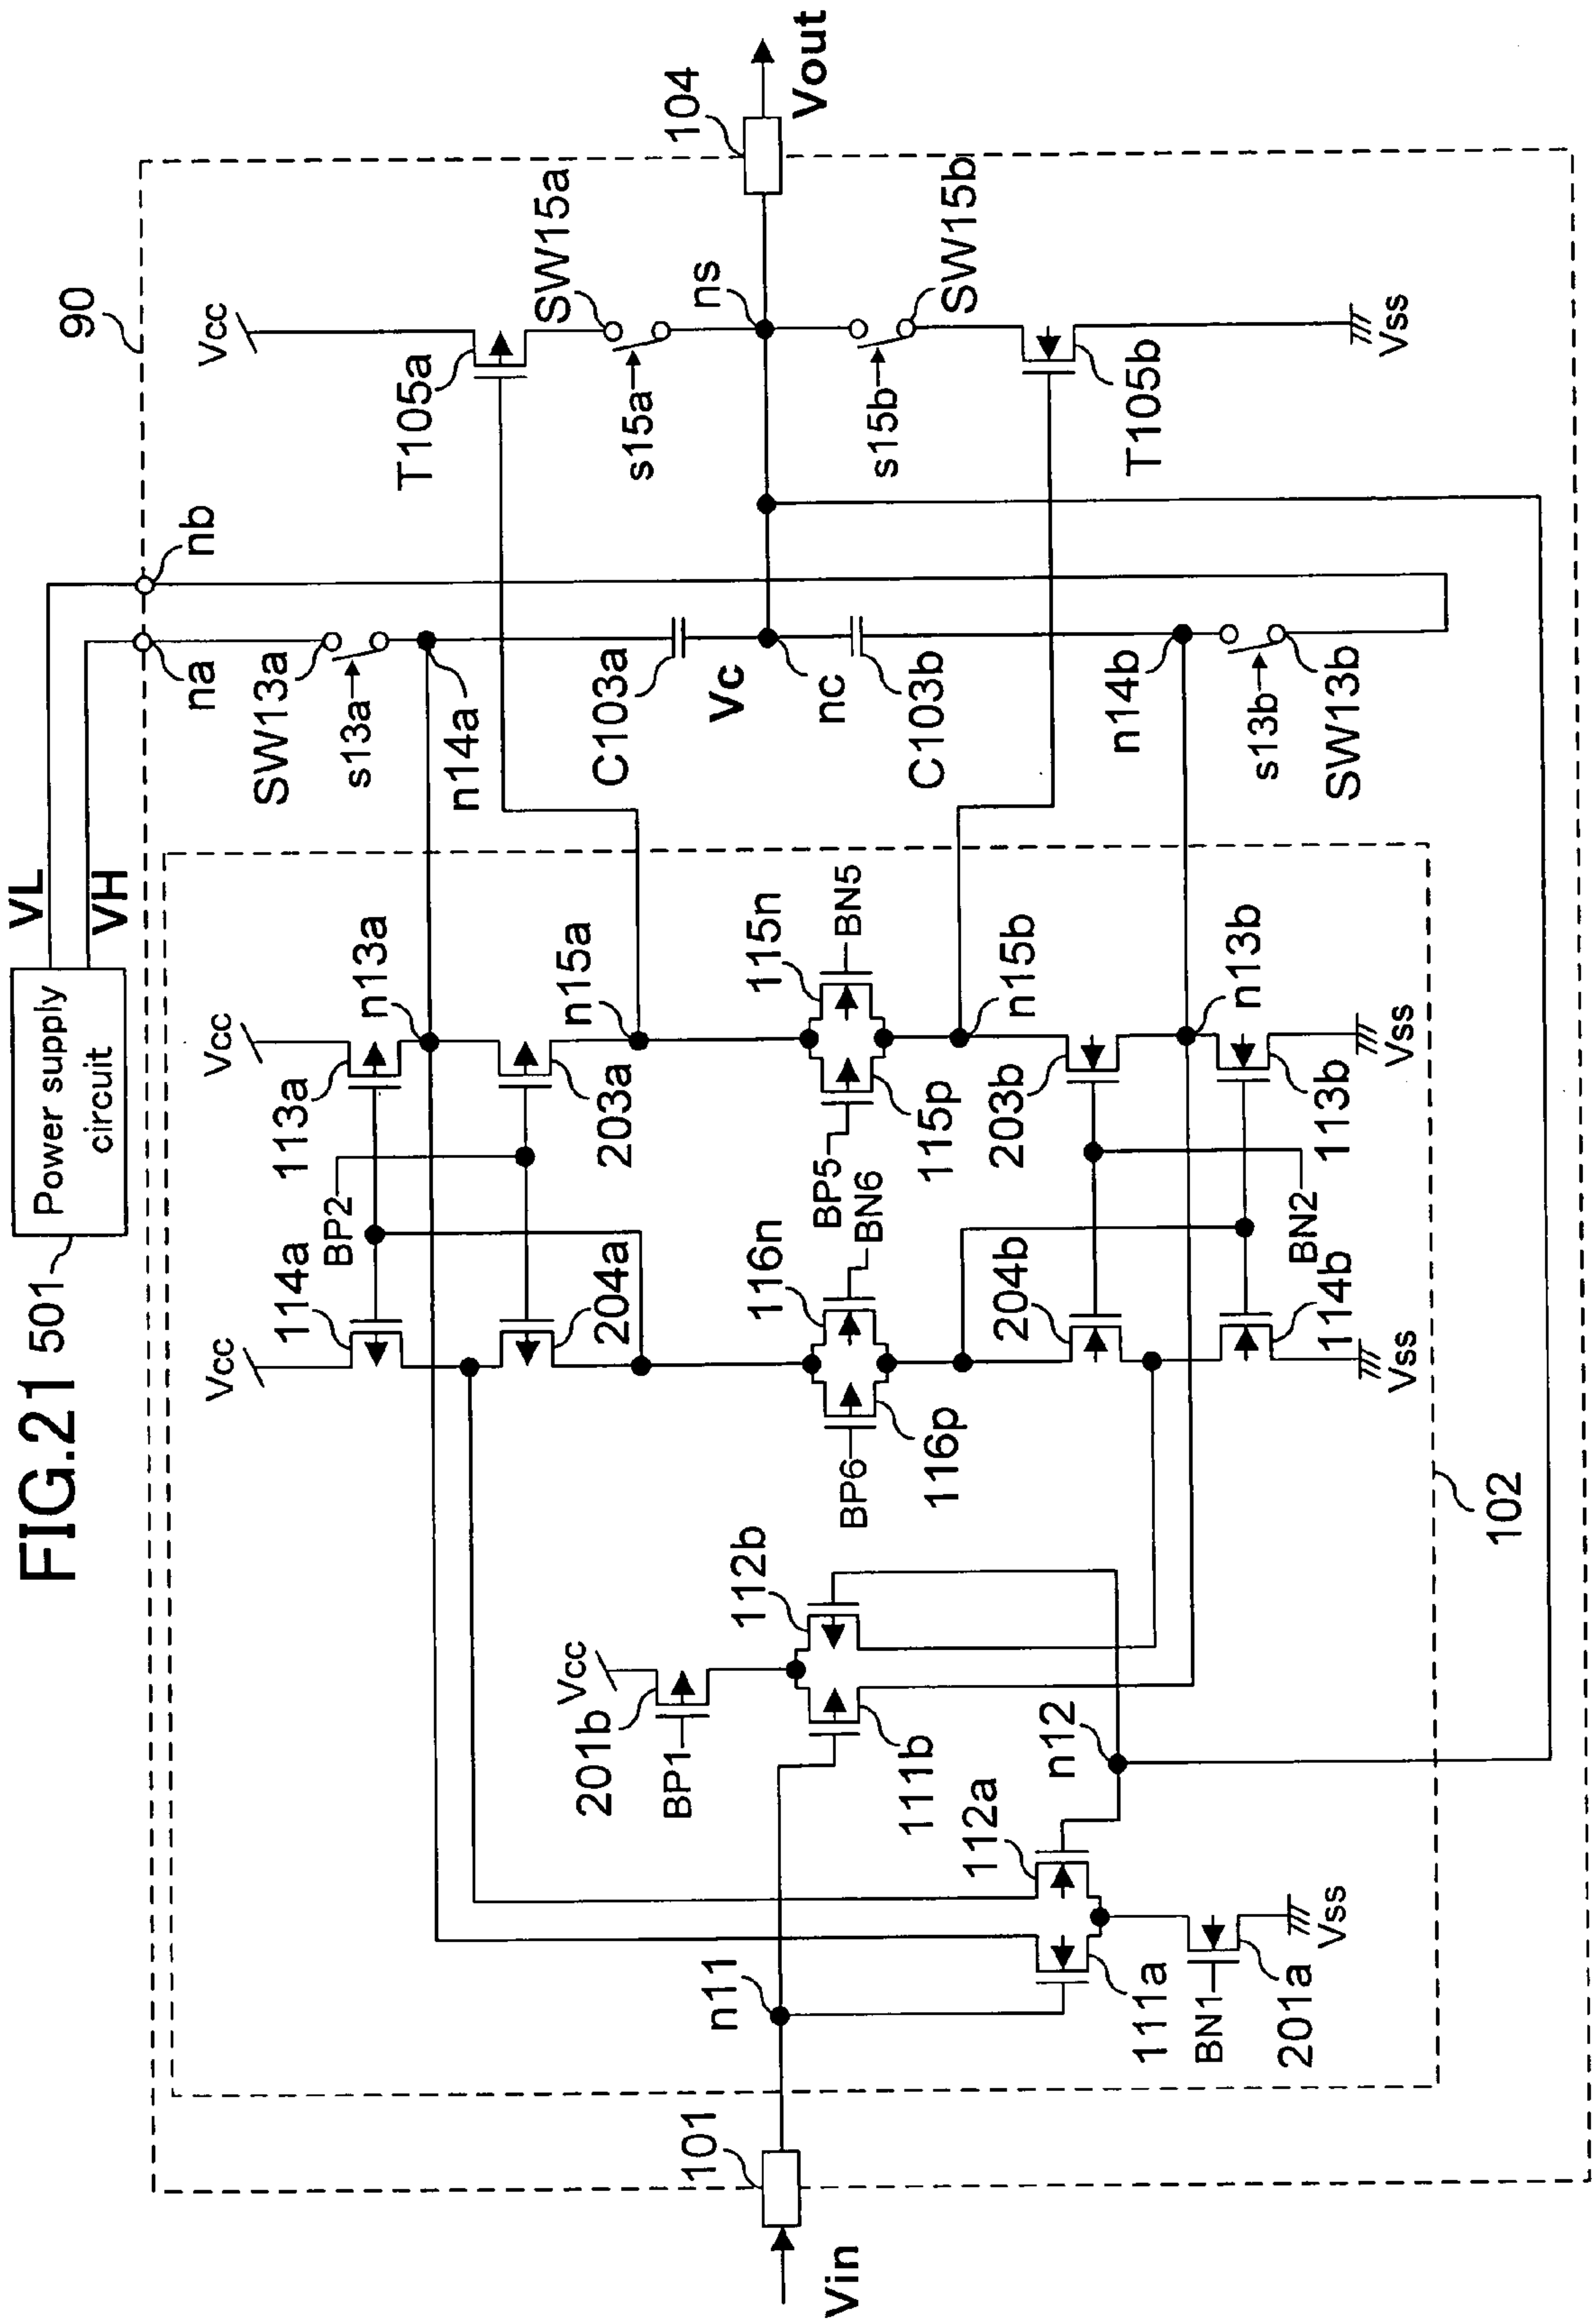 FIG.21
501
Power supply
circuit
VL
VH
90
na
nb
Vcc
Vcc
Vcc
114a
113a
n13a
SW13a
s13a
n14a
T105a
SW15a
s15a
BP2
204a
203a
n15a
C103a
Vc
nc
ns
104
Vout
Vcc
201b
BP1
112b
111b
116n
BN6
BP6
116p
115n
BN5
BP5
115p
C103b
s15b
SW15b
T105b
Vss
101
Vin
n11
n12
112a
111a
BN1
201a
Vss
204b
203b
n15b
n14b
s13b
SW13b
114b
BN2
113b
n13b
Vss
Vss
102